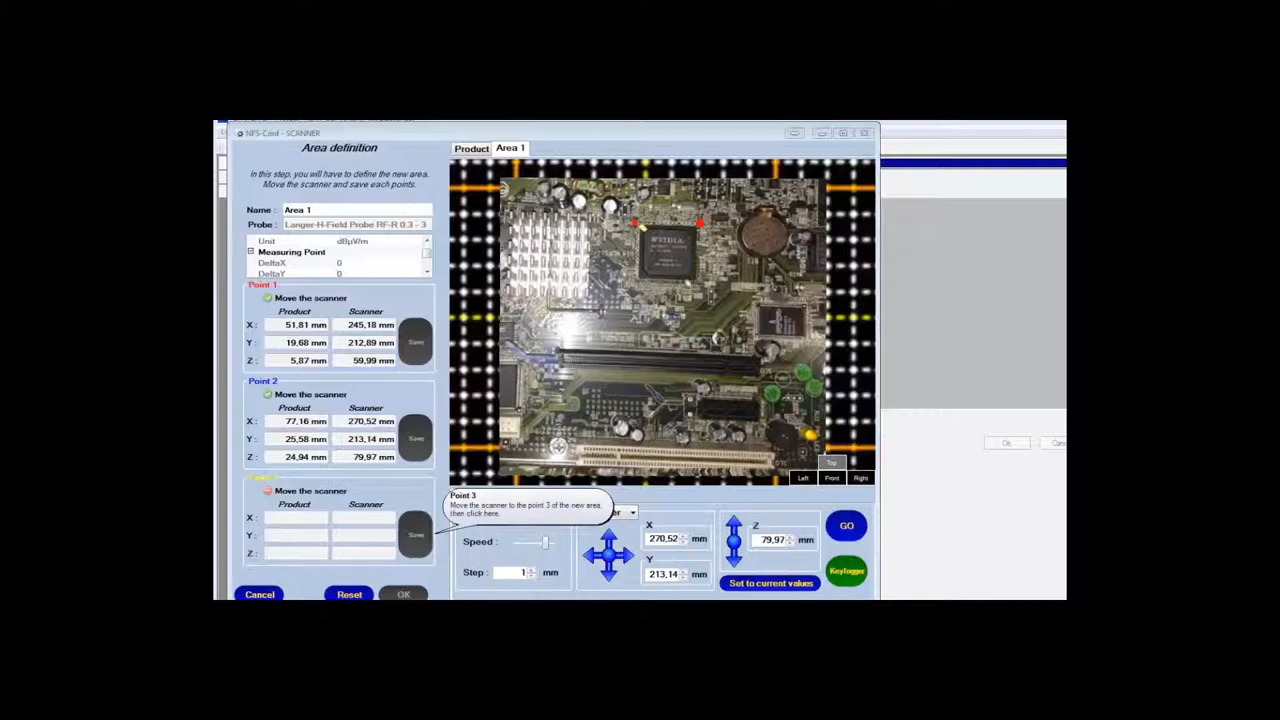 NFS-Conf - SCANNER
Area definition
In this step, you will have to define the new area.
Move the scanner and save each points.
Name : Area 1
Probe : Langer-H-Field Probe RF-R 0.3 - 3
Unit dBµV/m
Measuring Point
DeltaX 0
DeltaY 0
Point 1
Move the scanner
Product Scanner
X : 51,81 mm 245,18 mm
Y : 19,68 mm 212,89 mm
Z : 5,87 mm 59,99 mm
Save
Point 2
Move the scanner
Product Scanner
X : 77,16 mm 270,52 mm
Y : 25,58 mm 213,14 mm
Z : 24,94 mm 79,97 mm
Save
Move the scanner
Product Scanner
X :
Y :
Z :
Save
Cancel Reset OK
Product Area 1
NVIDIA
Top
Left Front Right
Point 3
Move the scanner to the point 3 of the new area,
then click here.
Speed :
Step : 1 mm
X
270,52 mm
Y
213,14 mm
Z
79,97 mm
Set to current values
GO
Keylogger
Ok